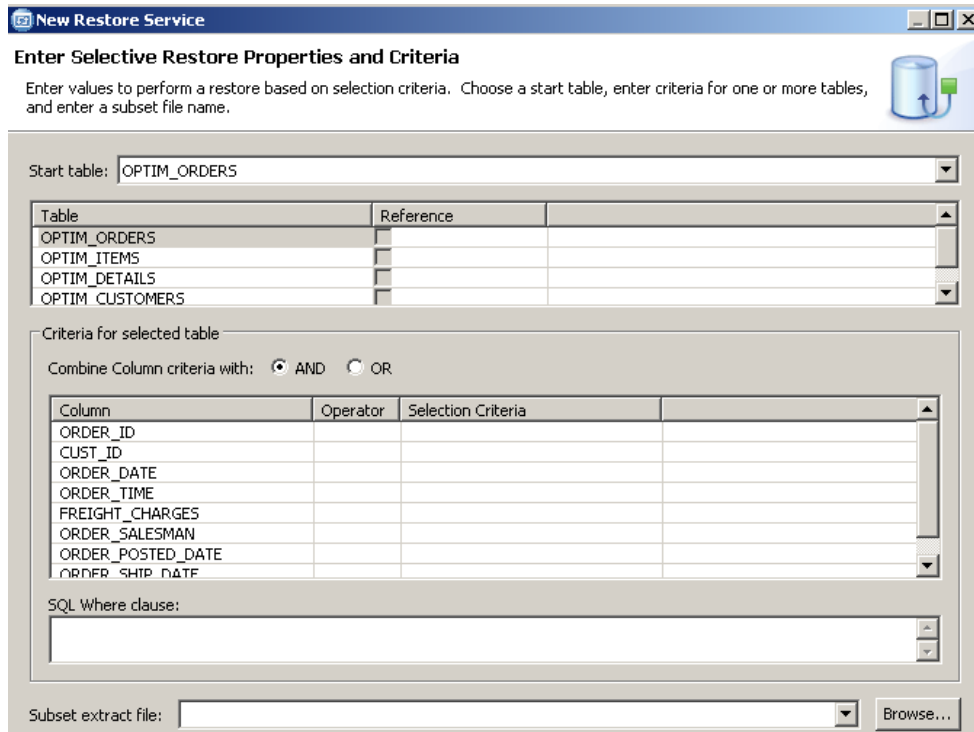 New Restore Service
Enter Selective Restore Properties and Criteria
Enter values to perform a restore based on selection criteria. Choose a start table, enter criteria for one or more tables,
and enter a subset file name.
Start table: OPTIM_ORDERS
Table Reference
OPTIM_ORDERS
OPTIM_ITEMS
OPTIM_DETAILS
OPTIM_CUSTOMERS
Criteria for selected table
Combine Column criteria with: AND OR
Column Operator Selection Criteria
ORDER_ID
CUST_ID
ORDER_DATE
ORDER_TIME
FREIGHT_CHARGES
ORDER_SALESMAN
ORDER_POSTED_DATE
ORDER_SHIP_DATE
SQL Where clause:
Subset extract file: Browse...